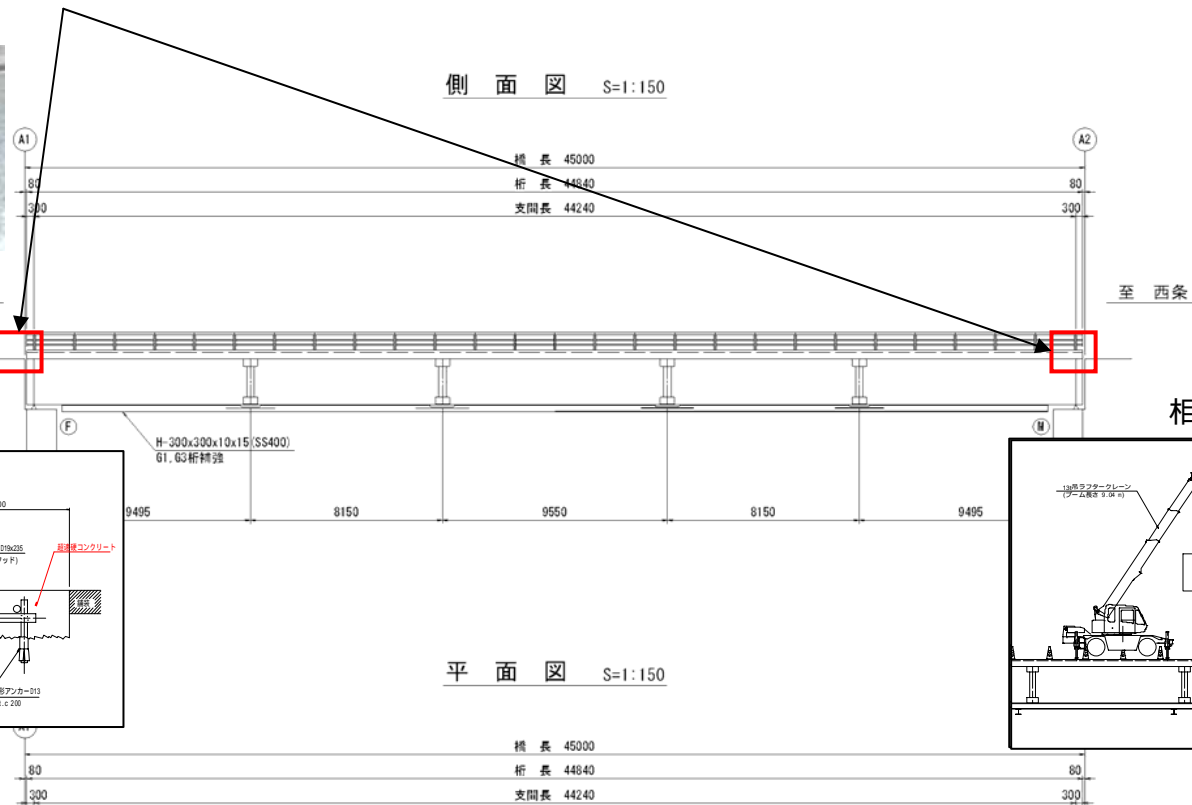 側 面 図 S=1:150
A1
A2
橋 長 45000
80
桁 長 44840
80
300
支間長 44240
300
至 西条
F
M
H-300x300x10x15(SS400)
G1,G3桁補強
相
13t吊ラフタークレーン
(ブーム長さ 9.04 m)
9495
8150
9550
8150
9495
D19x235
超速硬コンクリート
舗装
平 面 図 S=1:150
橋 長 45000
80
桁 長 44840
80
300
支間長 44240
300